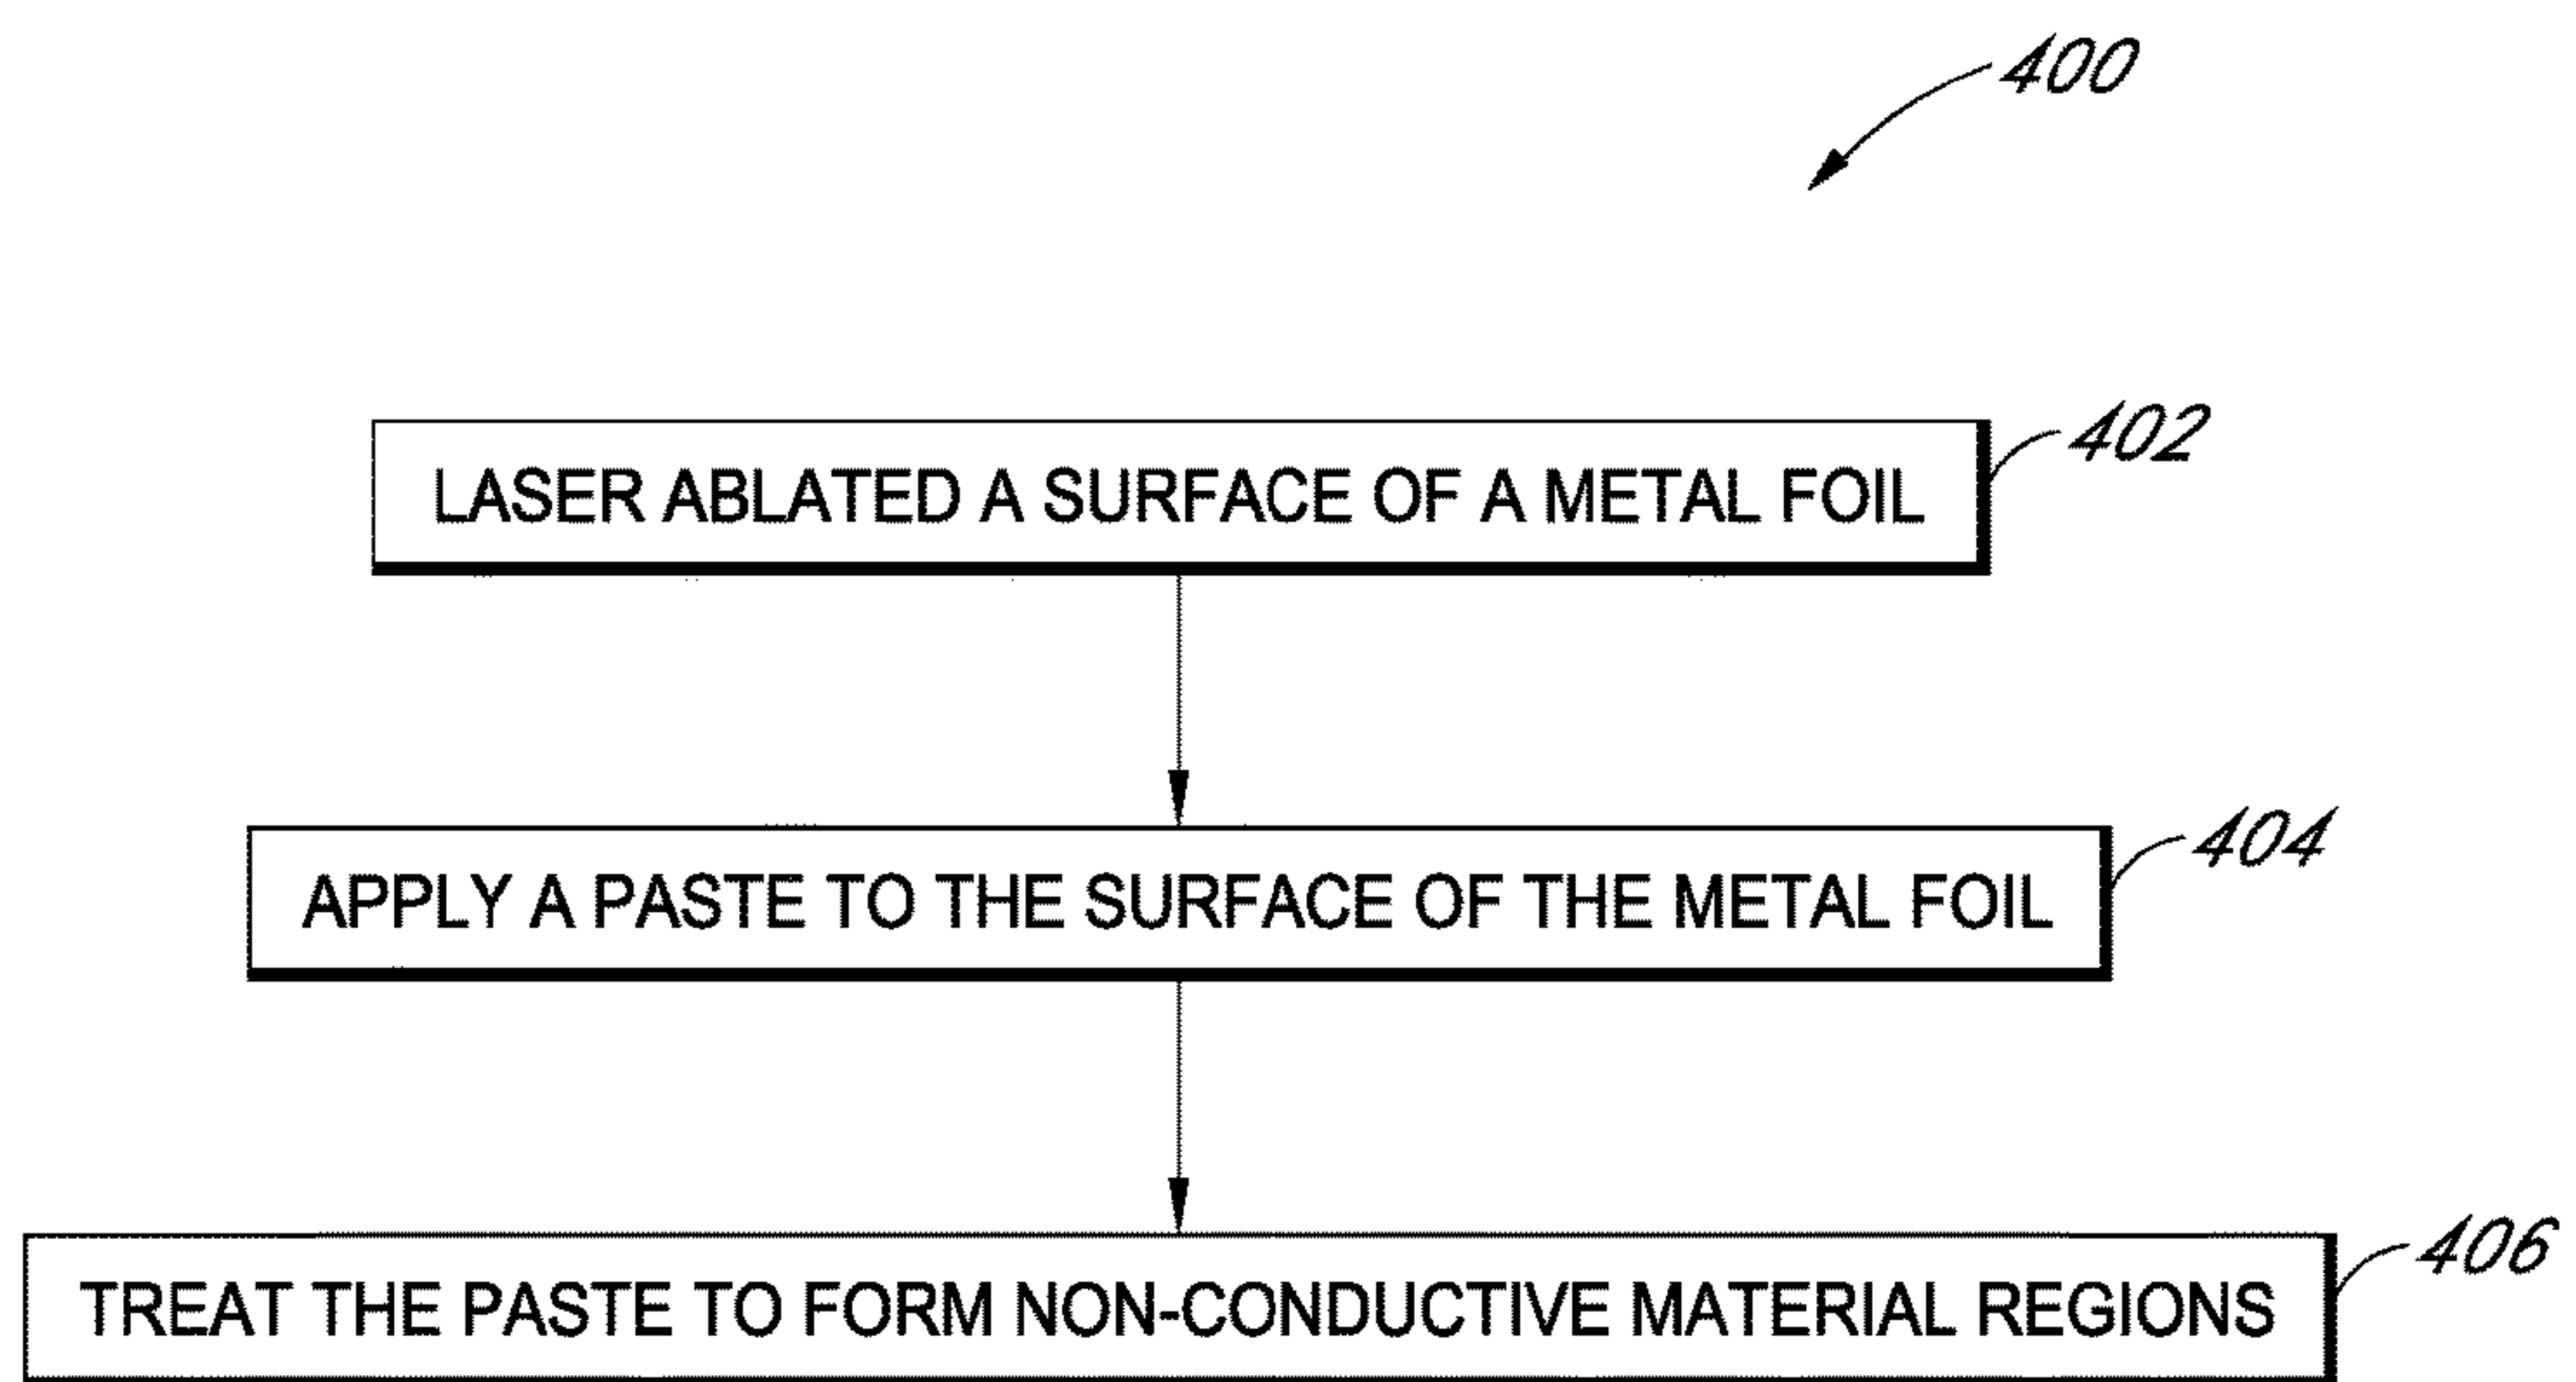 400
402
LASER ABLATED A SURFACE OF A METAL FOIL
404
APPLY A PASTE TO THE SURFACE OF THE METAL FOIL
406
TREAT THE PASTE TO FORM NON-CONDUCTIVE MATERIAL REGIONS